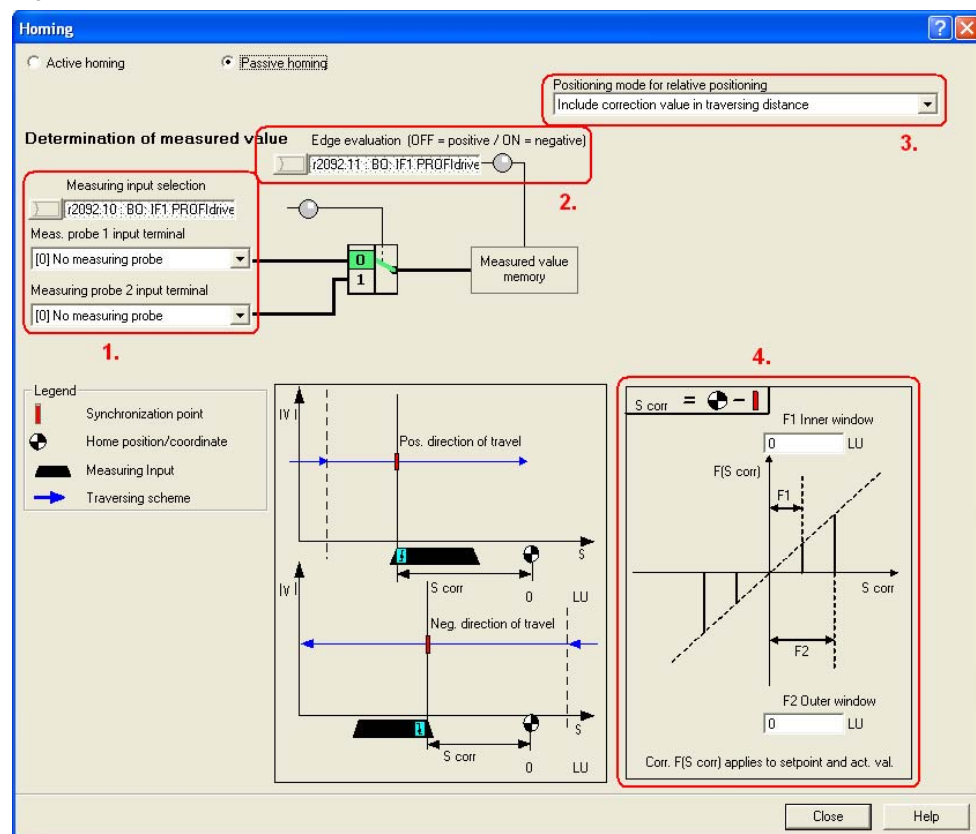 Homing
Active homing
Passive homing
Positioning mode for relative positioning
Include correction value in traversing distance
3.
Determination of measured value
Edge evaluation (OFF = positive / ON = negative)
r2092.11 : BO: IF1 PROFIdrive
2.
Measuring input selection
r2092.10 : BO: IF1 PROFIdrive
Meas. probe 1 input terminal
[0] No measuring probe
Measuring probe 2 input terminal
[0] No measuring probe
1.
0
1
Measured value
memory
Legend
Synchronization point
Home position/coordinate
Measuring Input
Traversing scheme
|V|
Pos. direction of travel
S
S corr
0 LU
|v|
Neg. direction of travel
s
S corr
0 LU
4.
S corr = -
F1 Inner window
0 LU
F(S corr)
F1
S corr
F2
F2 Outer window
0 LU
Corr. F(S corr) applies to setpoint and act. val.
Close
Help